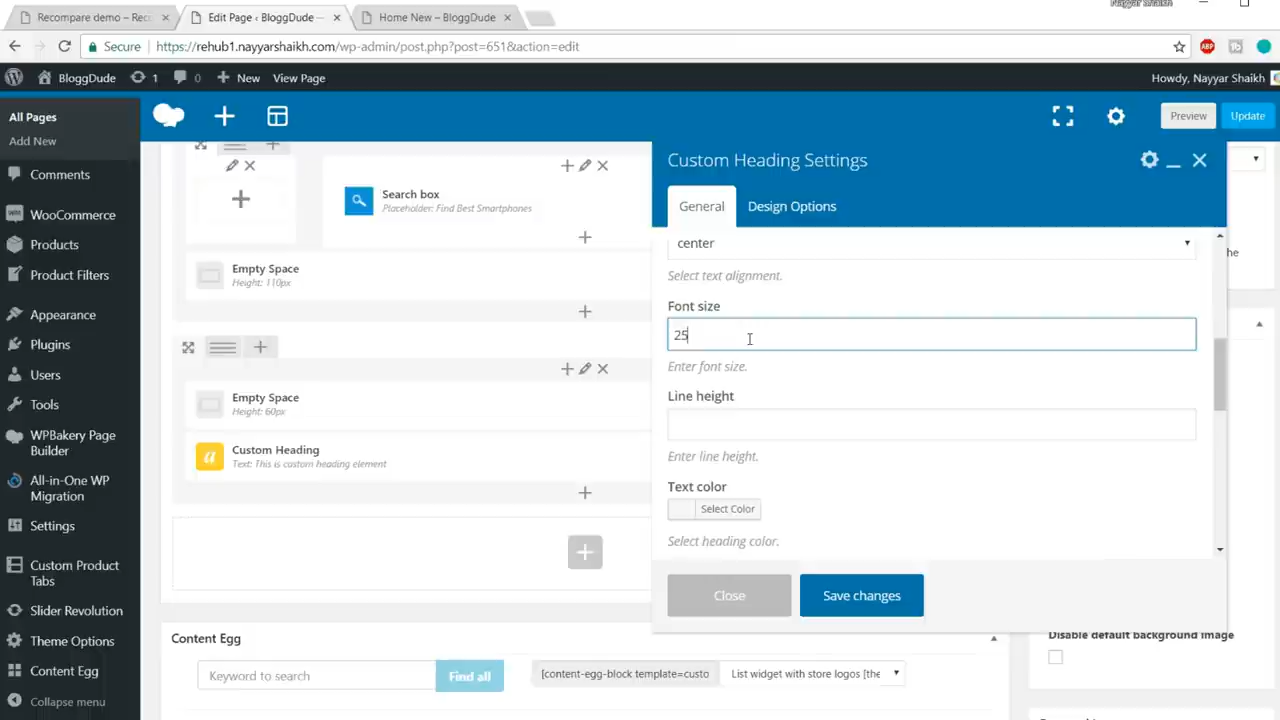 Nayyar Shaikh
Recompare demo – Rec
Edit Page ‹ BloggDude —
Home New – BloggDude
Secure
https://rehub1.nayyarshaikh.com/wp-admin/post.php?post=651&action=edit
ABP
BloggDude
1
0
New
View Page
Howdy, Nayyar Shaikh
All Pages
Add New
Comments
WooCommerce
Products
Product Filters
Appearance
Plugins
Users
Tools
WPBakery Page
Builder
All-in-One WP
Migration
Settings
Custom Product
Tabs
Slider Revolution
Theme Options
Content Egg
Collapse menu
Preview
Update
Search box
Placeholder: Find Best Smartphones
Empty Space
Height: 110px
Empty Space
Height: 60px
Custom Heading
Text: This is custom heading element
Custom Heading Settings
General
Design Options
center
Select text alignment.
Font size
25
Enter font size.
Line height
Enter line height.
Text color
Select Color
Select heading color.
Close
Save changes
he
Disable default background image
Content Egg
Keyword to search
Find all
[content-egg-block template=custo
List widget with store logos [the